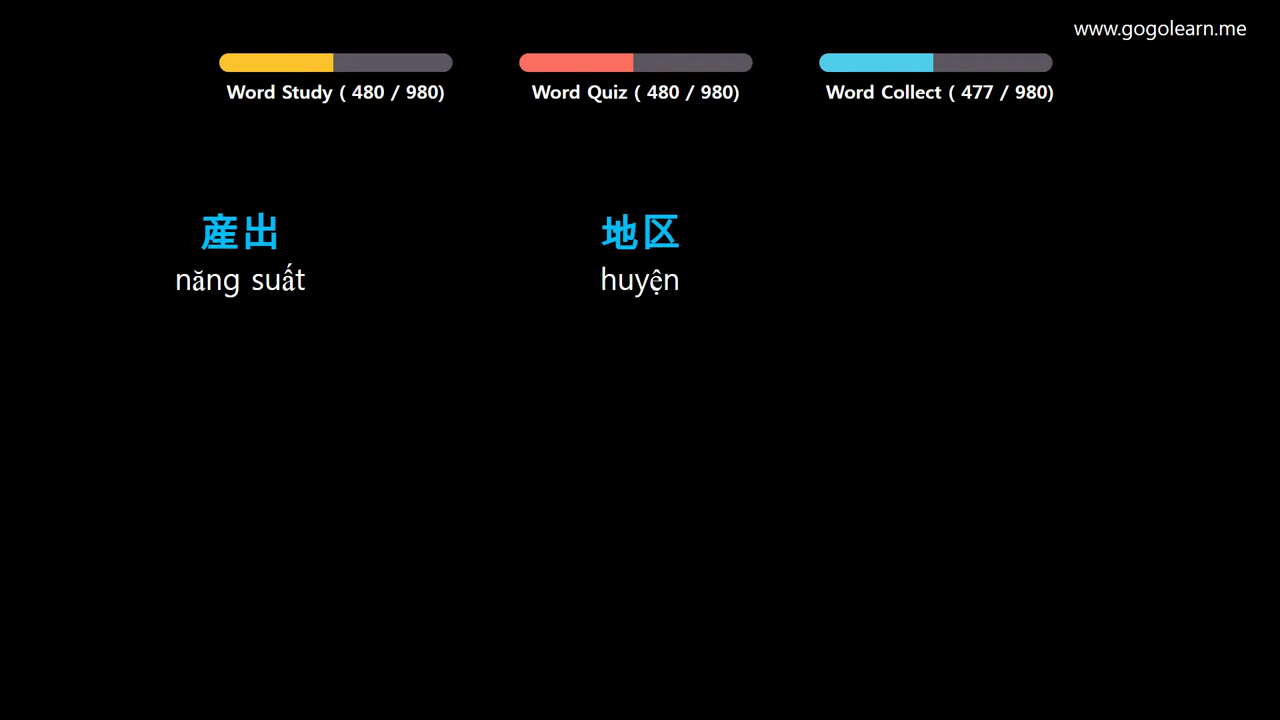 www.gogolearn.me
Word Study ( 480 / 980)
Word Quiz ( 480 / 980)
Word Collect ( 477 / 980)
産出
năng suất
地区
huyện